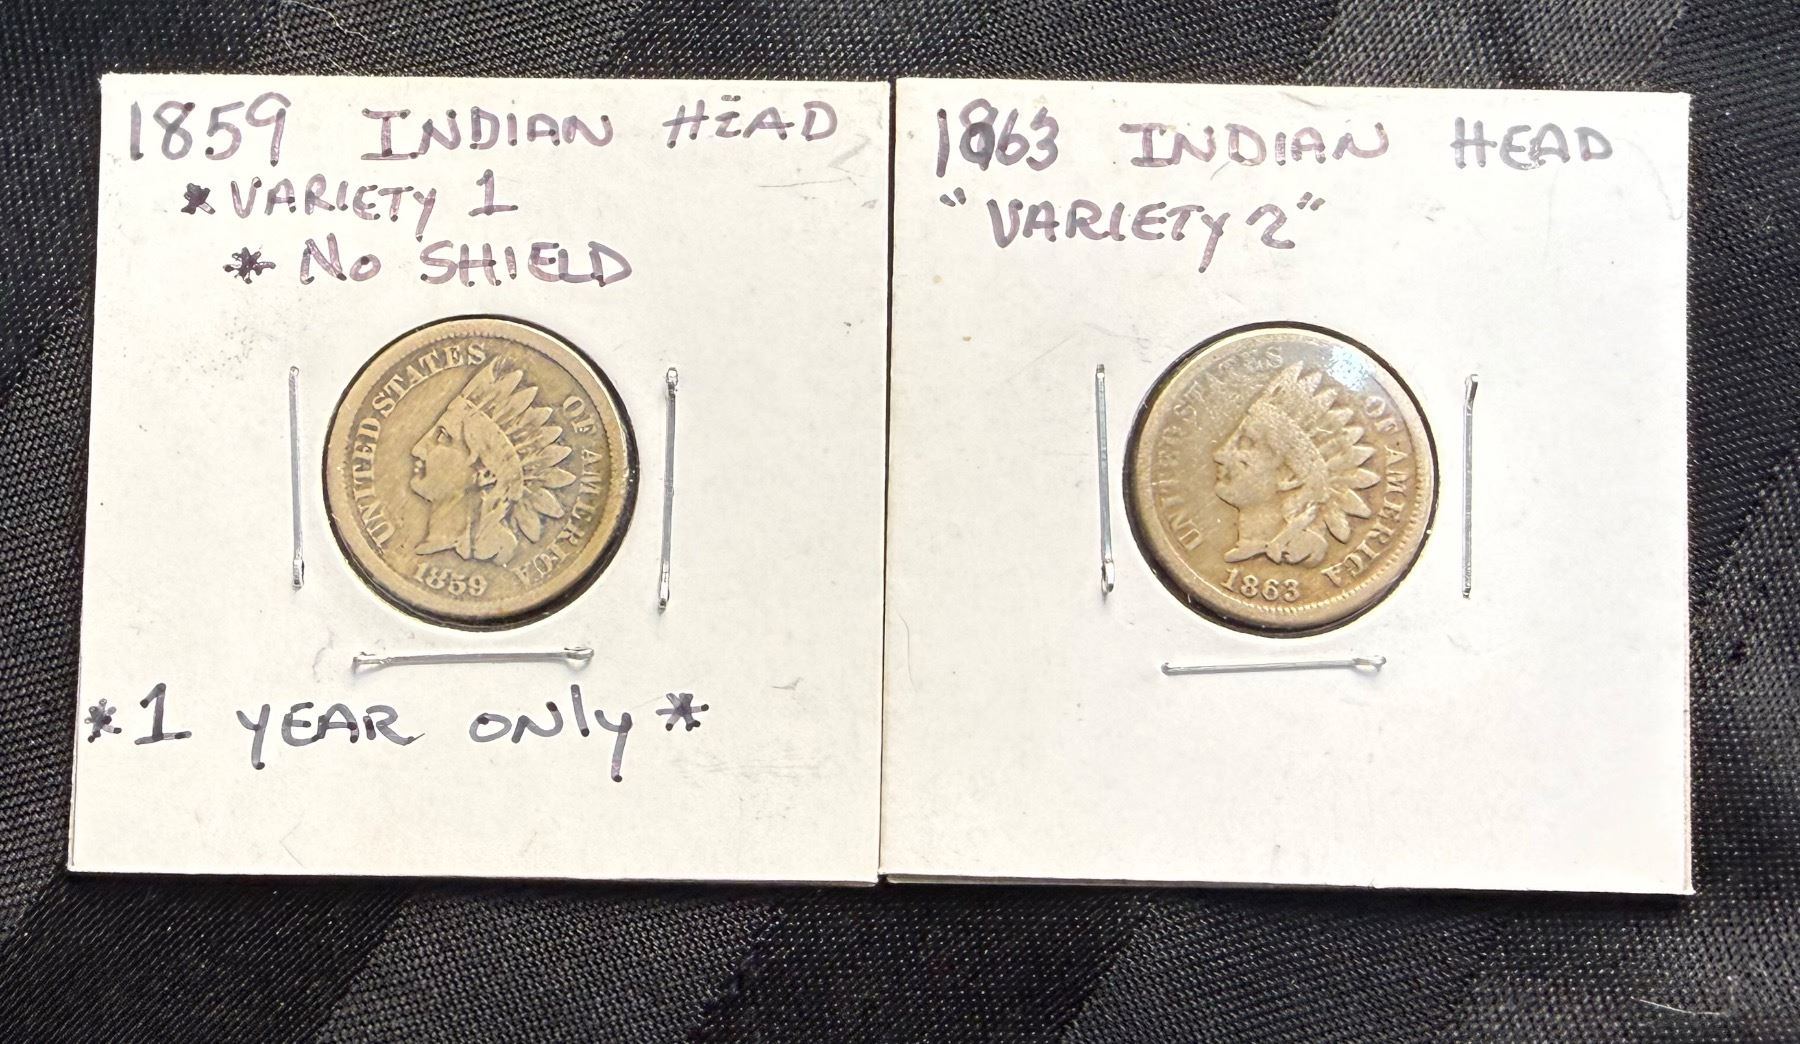 1859 INDIAN HEAD
*VARIETY 1
*NO SHIELD
UNITED STATES OF AMERICA
1859
*1 YEAR ONLY*
1863 INDIAN HEAD
"VARIETY 2"
UNITED STATES OF AMERICA
1863